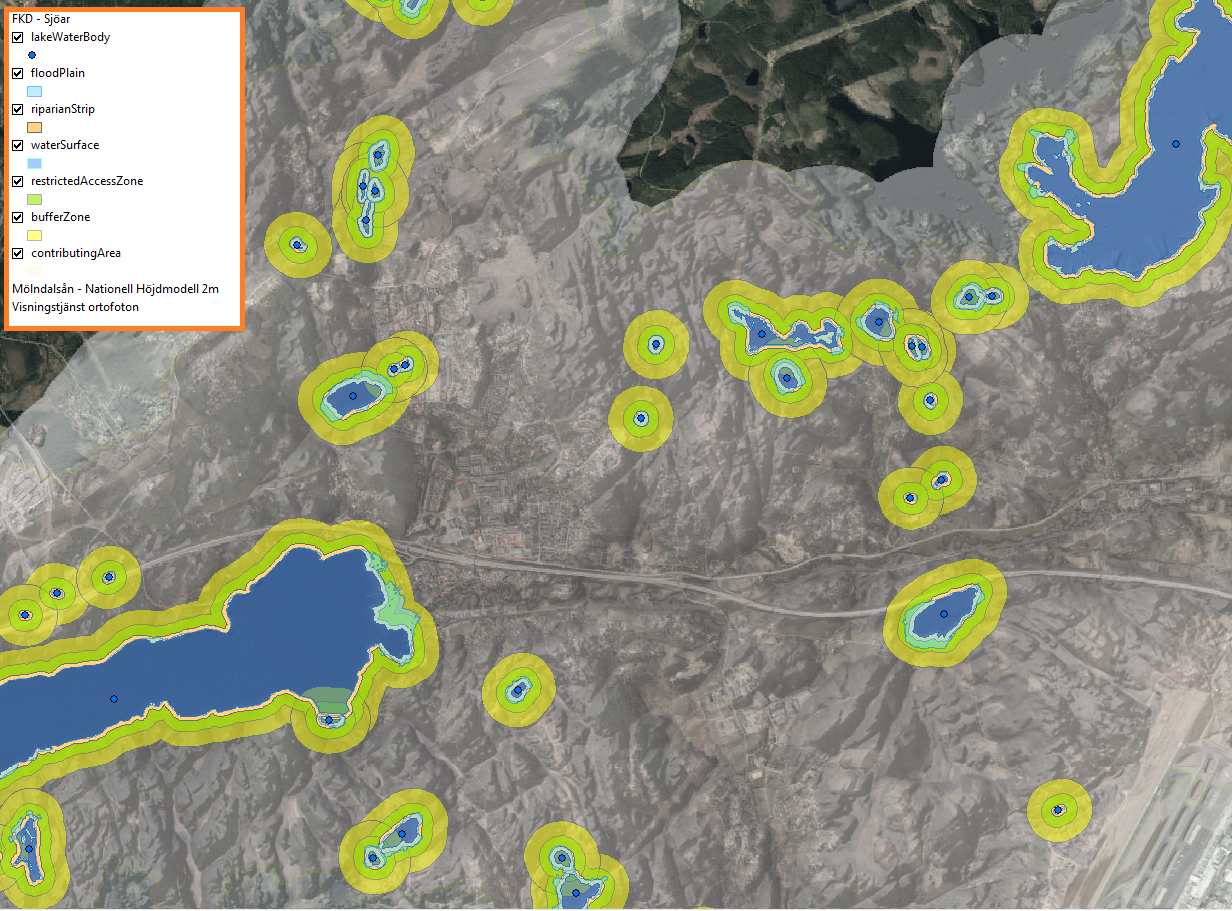 FKD - Sjöar
lakeWaterBody
floodPlain
riparianStrip
waterSurface
restrictedAccessZone
bufferZone
contributingArea
Mölndalsån - Nationell Höjdmodell 2m
Visningstjänst ortofoton